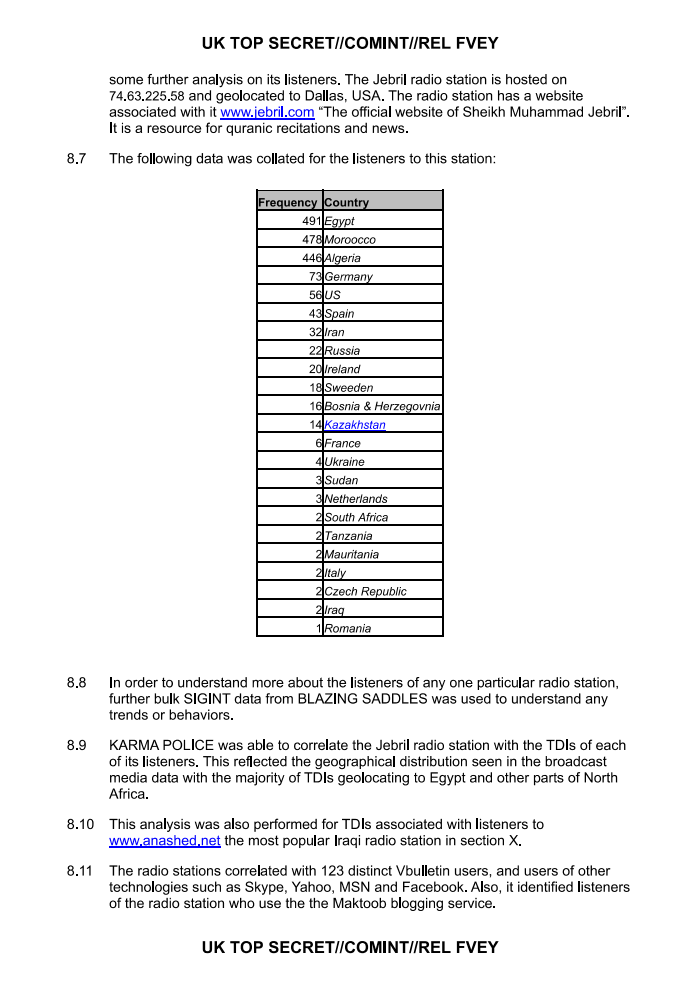 UK TOP SECRET//COMINT//REL FVEY
some further analysis on its listeners. The Jebril radio station is hosted on
74.63.225.58 and geolocated to Dallas, USA. The radio station has a website
associated with it www.jebril.com “The official website of Sheikh Muhammad Jebril”.
It is a resource for quranic recitations and news.
8.7 The following data was collated for the listeners to this station:
Frequency Country
491 Egypt
478 Moroocco
446 Algeria
73 Germany
56 US
43 Spain
32 Iran
22 Russia
20 Ireland
18 Sweeden
16 Bosnia & Herzegovnia
14 Kazakhstan
6 France
4 Ukraine
3 Sudan
3 Netherlands
2 South Africa
2 Tanzania
2 Mauritania
2 Italy
2 Czech Republic
2 Iraq
1 Romania
8.8 In order to understand more about the listeners of any one particular radio station,
further bulk SIGINT data from BLAZING SADDLES was used to understand any
trends or behaviors.
8.9 KARMA POLICE was able to correlate the Jebril radio station with the TDIs of each
of its listeners. This reflected the geographical distribution seen in the broadcast
media data with the majority of TDIs geolocating to Egypt and other parts of North
Africa.
8.10 This analysis was also performed for TDIs associated with listeners to
www.anashed.net the most popular Iraqi radio station in section X.
8.11 The radio stations correlated with 123 distinct Vbulletin users, and users of other
technologies such as Skype, Yahoo, MSN and Facebook. Also, it identified listeners
of the radio station who use the the Maktoob blogging service.
UK TOP SECRET//COMINT//REL FVEY